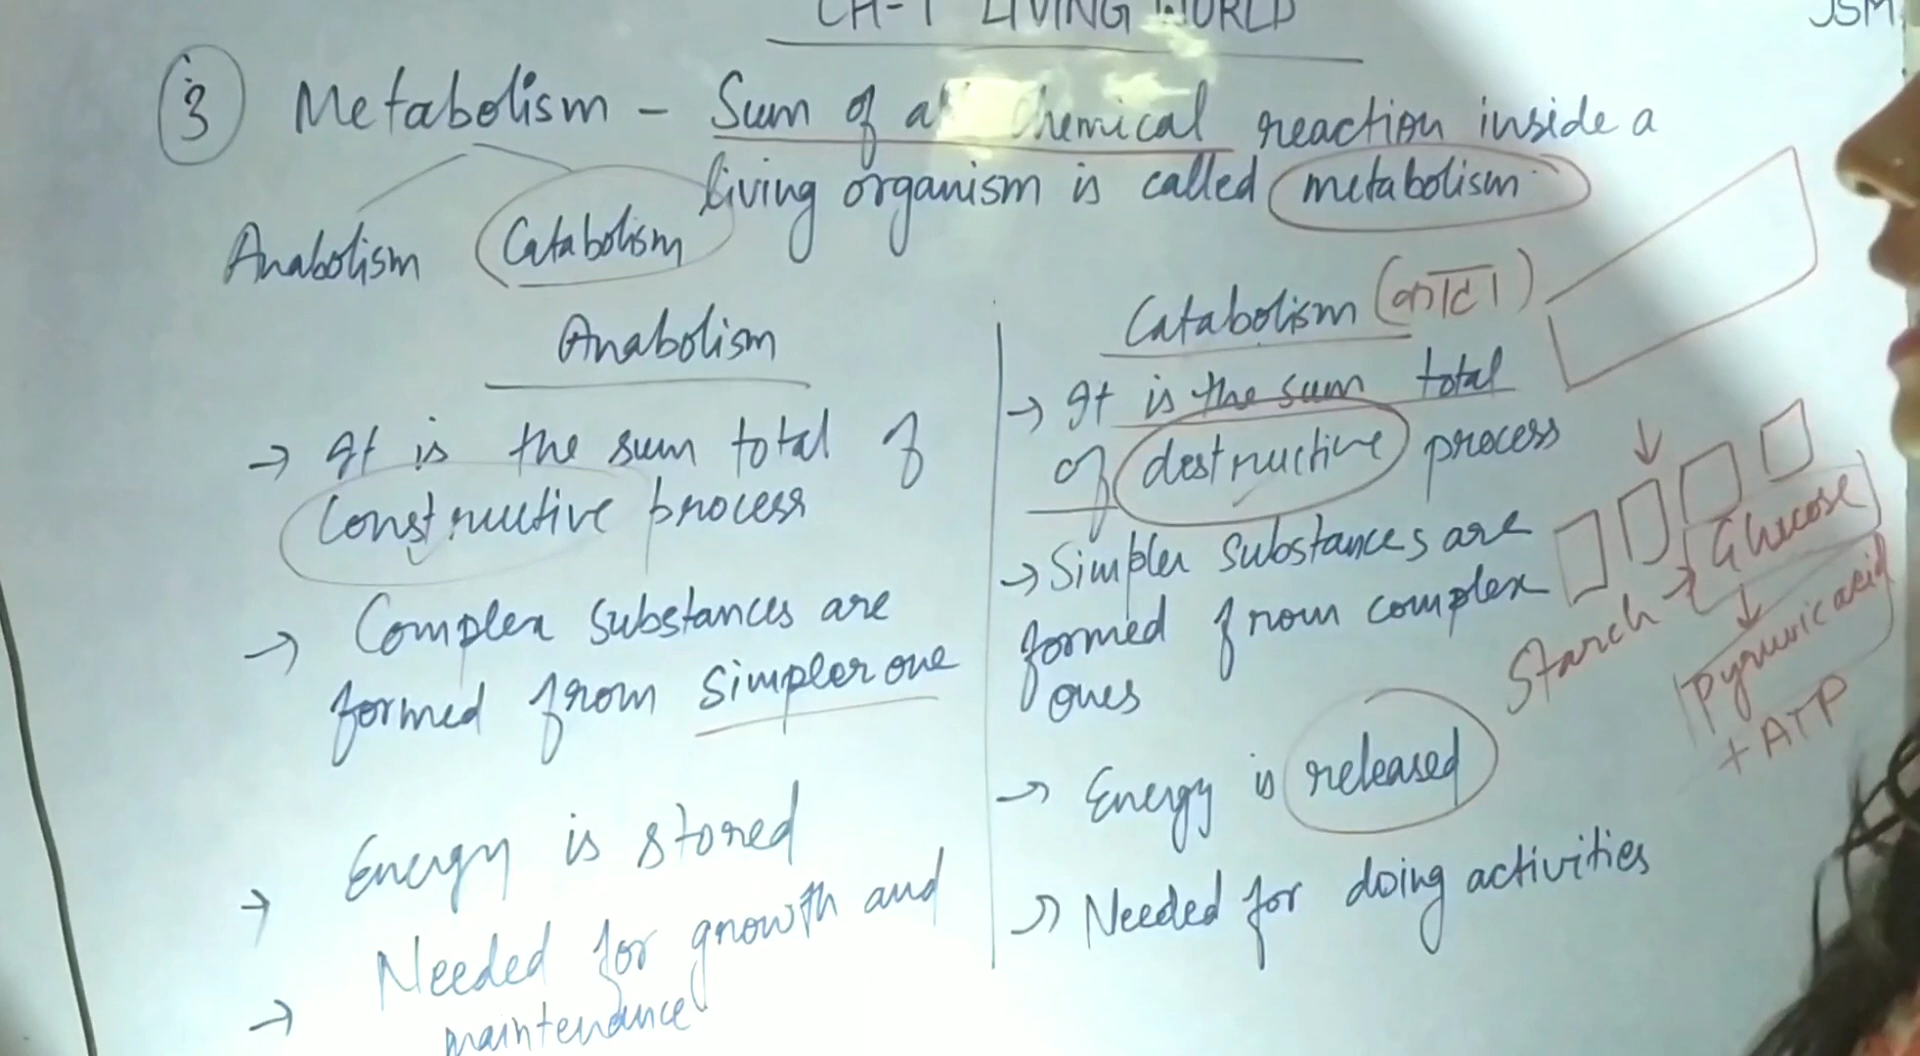 CH-1 LIVING WORLD
JSM
③ Metabolism - Sum of all chemical reaction inside a
living organism is called metabolism
Anabolism Catabolism
Anabolism
→ It is the sum total of
Constructive process
→ Complex substances are
formed from simpler one
→ Energy is stored
→ Needed for growth and
maintenance
Catabolism (काटा)
→ It is the sum total
of destructive process
→ Simpler substances are
formed from complex
ones
→ Energy is released
→ Needed for doing activities
Starch → Glucose
↓
Pyruvic acid
+ ATP